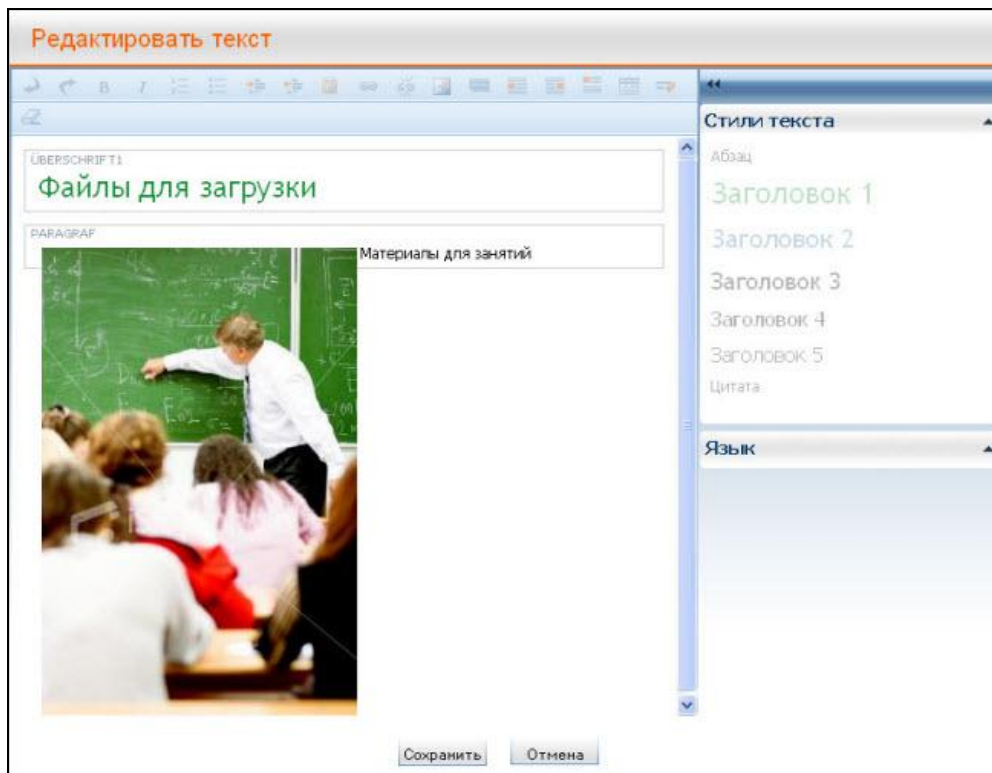 Редактировать текст
B I
Стили текста
Абзац
Заголовок 1
Заголовок 2
Заголовок 3
Заголовок 4
Заголовок 5
Цитата
Язык
ÜBERSCHRIFT1
Файлы для загрузки
PARAGRAF
Материалы для занятий
Сохранить Отмена